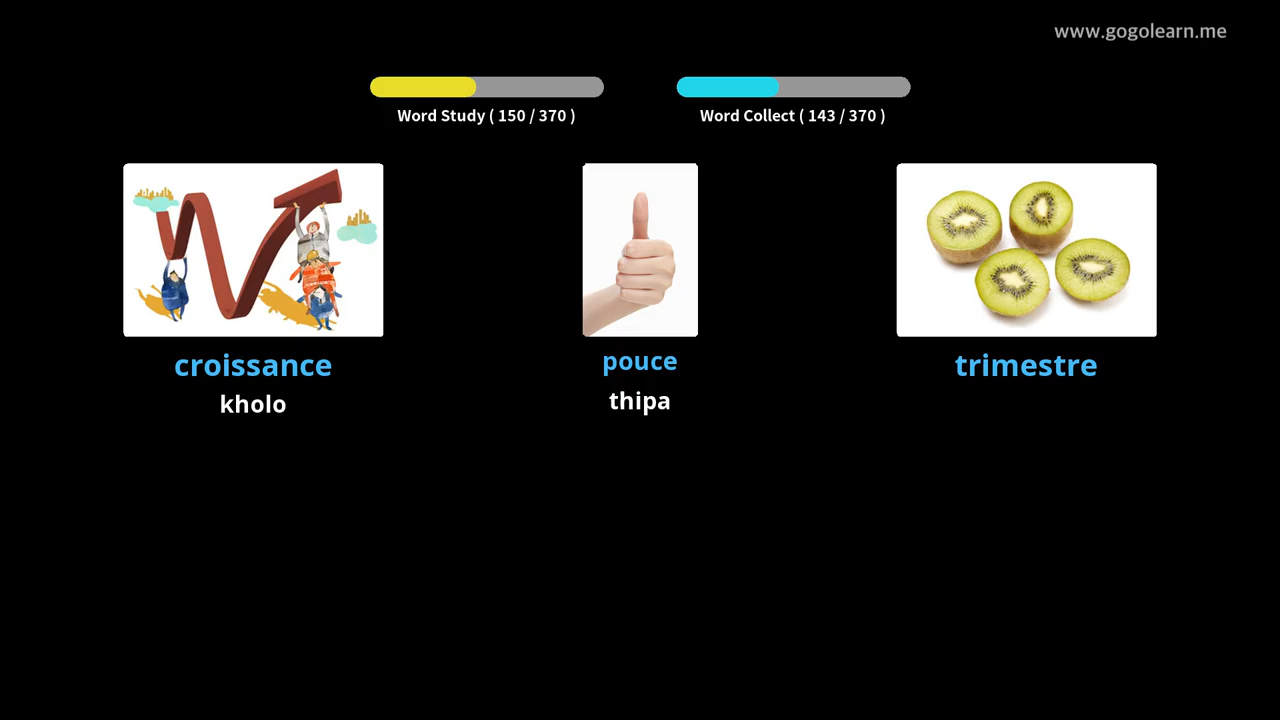 www.gogolearn.me
Word Study ( 150 / 370 )
Word Collect ( 143 / 370 )
croissance
kholo
pouce
thipa
trimestre